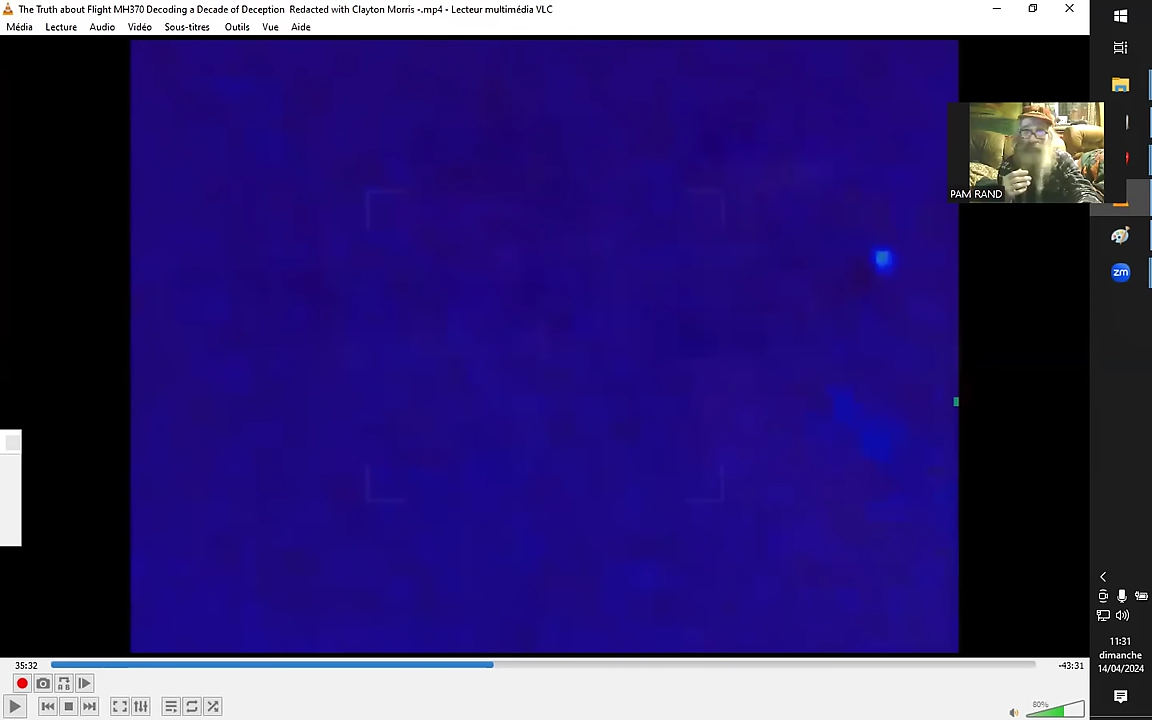 The Truth about Flight MH370 Decoding a Decade of Deception  Redacted with Clayton Morris -.mp4 - Lecteur multimédia VLC
Média Lecture Audio Vidéo Sous-titres Outils Vue Aide
PAM RAND
zm
35:32
-43:31
80%
11:31
dimanche
14/04/2024